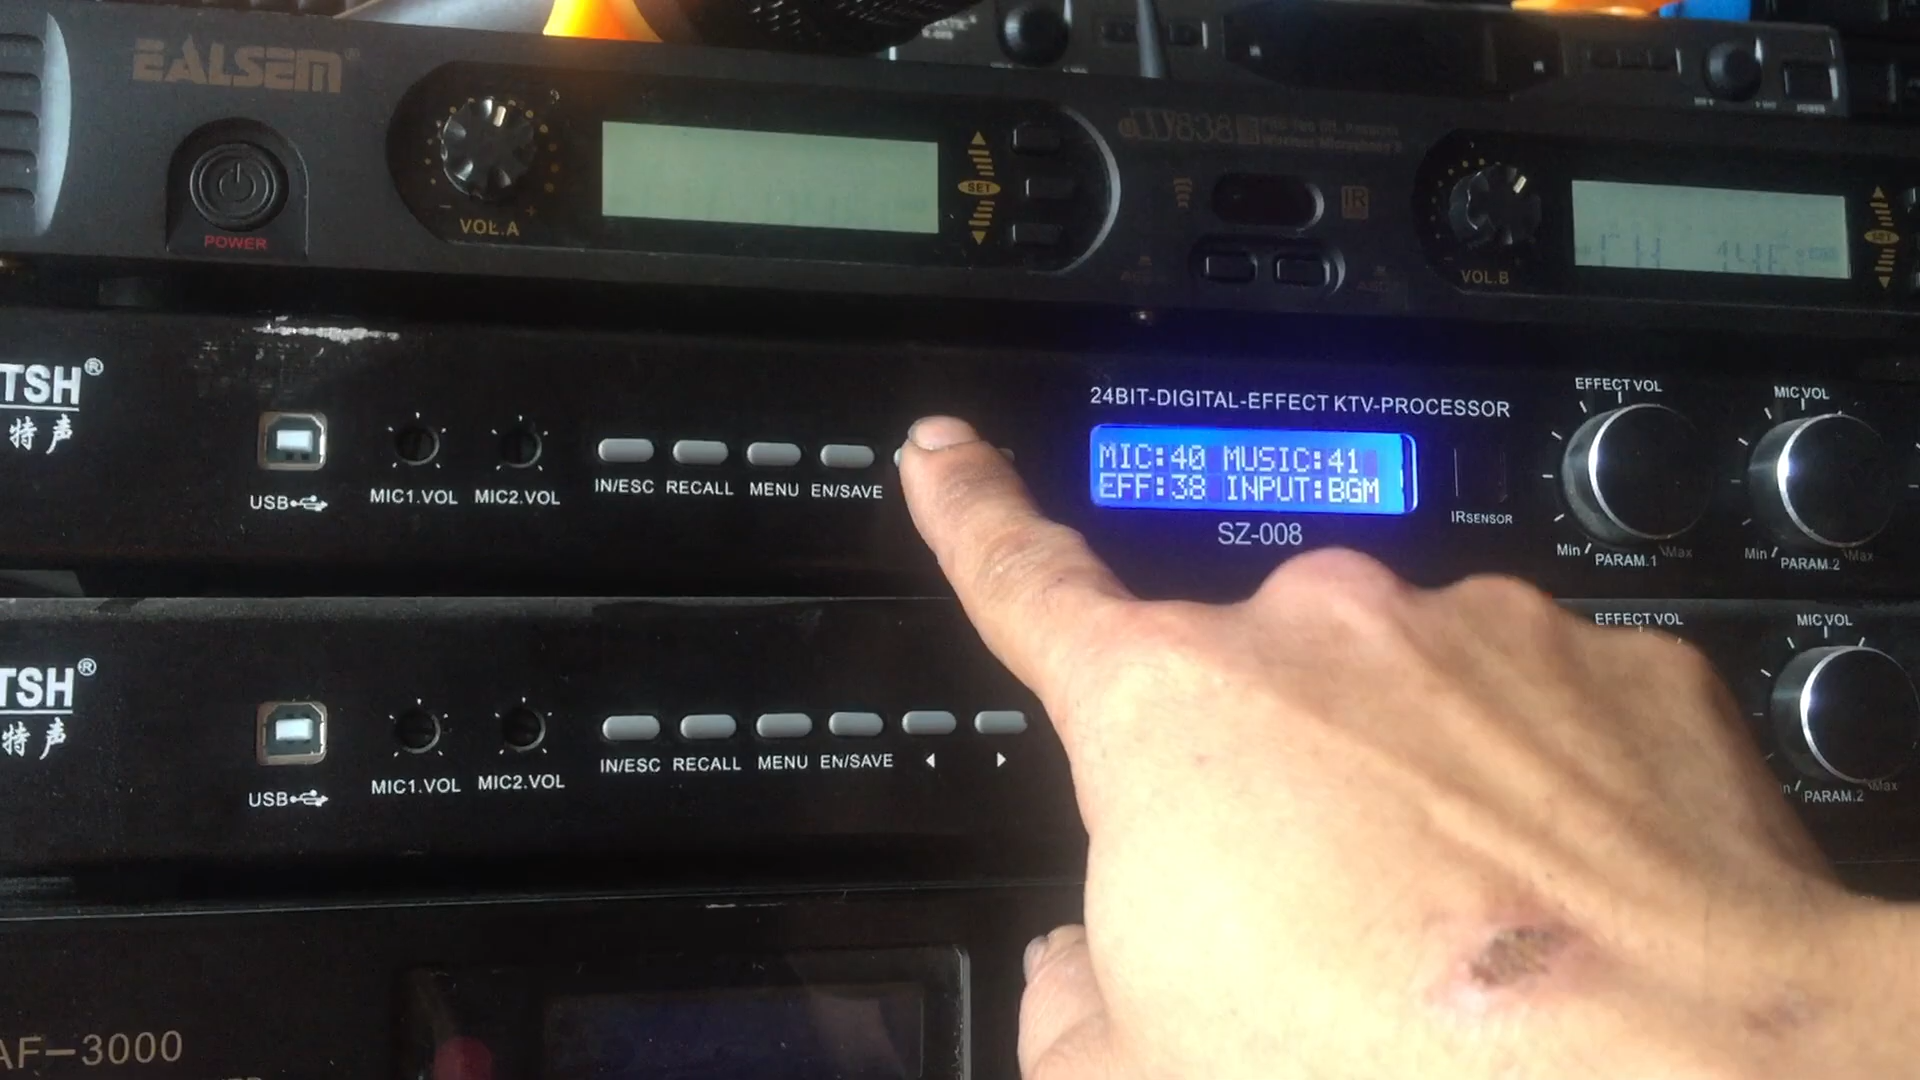 EALSEM®
POWER
VOL.A
SET
838
IR
VOL.B
SET
TSH®
特声
USB
MIC1.VOL
MIC2.VOL
IN/ESC
RECALL
MENU
EN/SAVE
24BIT-DIGITAL-EFFECT KTV-PROCESSOR
MIC:40 MUSIC:41
EFF:38 INPUT:BGM
SZ-008
IRSENSOR
EFFECT VOL
Min
Max
PARAM.1
MIC VOL
Min
Max
PARAM.2
TSH®
特声
USB
MIC1.VOL
MIC2.VOL
IN/ESC
RECALL
MENU
EN/SAVE
EFFECT VOL
MIC VOL
Max
PARAM.2
AF-3000